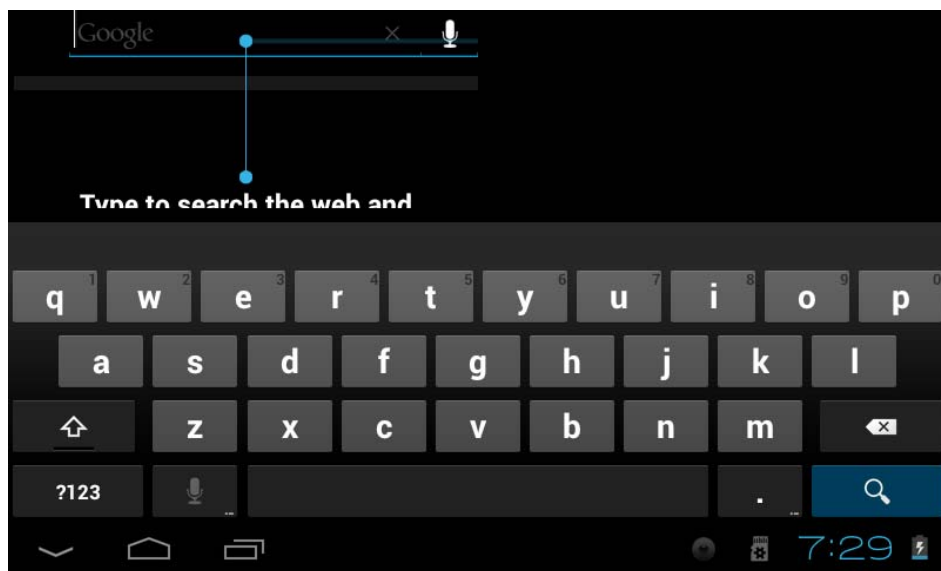 Google
Type to search the web and
1 2 3 4 5 6 7 8 9 0
q w e r t y u i o p
a s d f g h j k l
z x c v b n m
?123 .
7:29